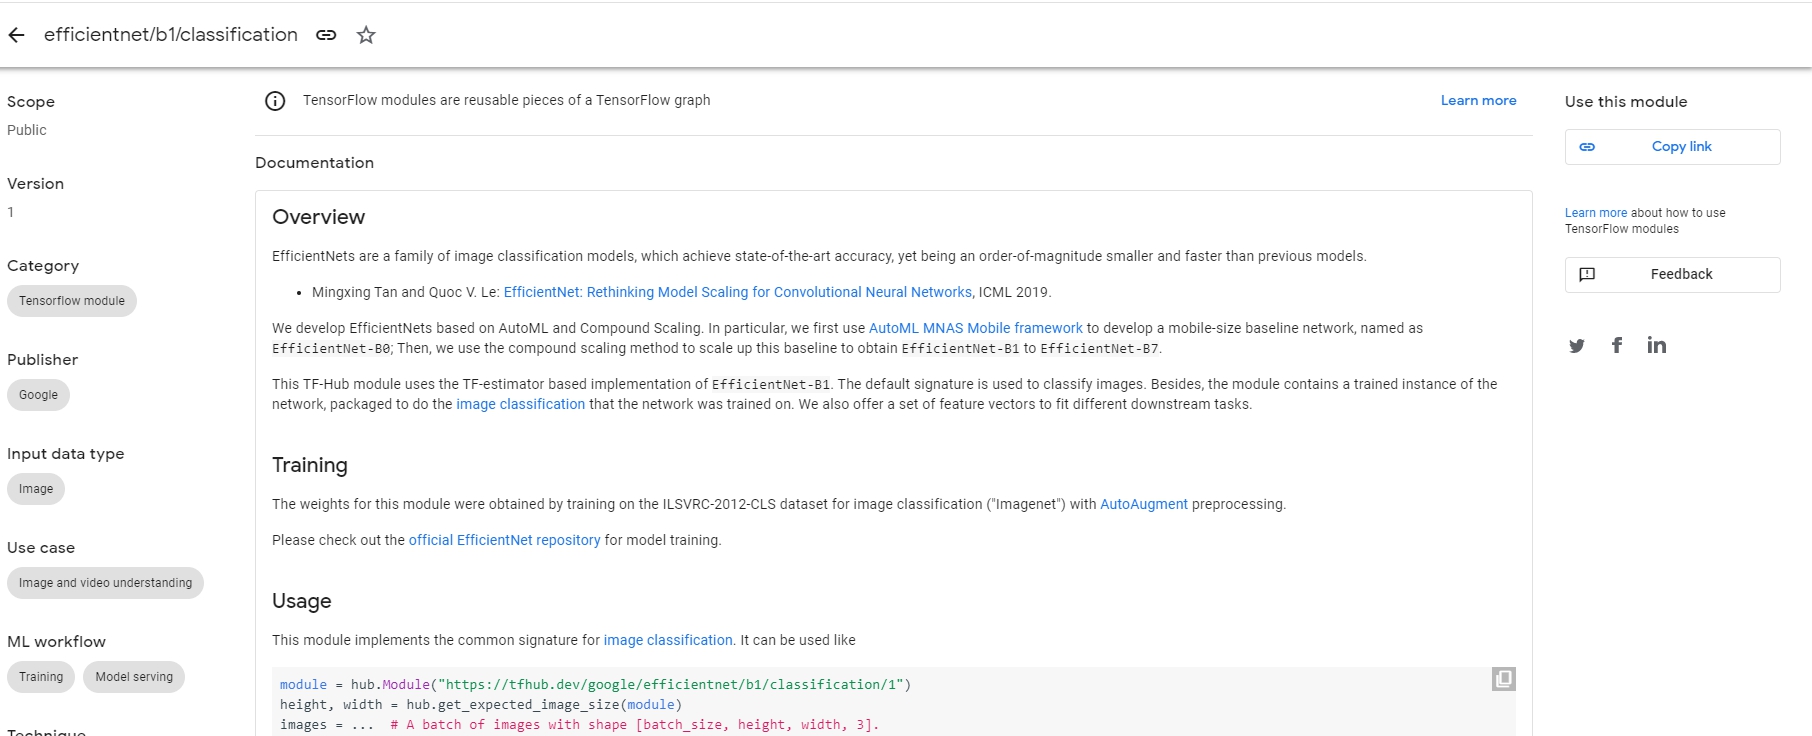 efficientnet/b1/classification
Scope
Public
Version
1
Category
Tensorflow module
Publisher
Google
Input data type
Image
Use case
Image and video understanding
ML workflow
Training Model serving
Technique
TensorFlow modules are reusable pieces of a TensorFlow graph Learn more
Documentation
Overview
EfficientNets are a family of image classification models, which achieve state-of-the-art accuracy, yet being an order-of-magnitude smaller and faster than previous models.
• Mingxing Tan and Quoc V. Le: EfficientNet: Rethinking Model Scaling for Convolutional Neural Networks, ICML 2019.
We develop EfficientNets based on AutoML and Compound Scaling. In particular, we first use AutoML MNAS Mobile framework to develop a mobile-size baseline network, named as
EfficientNet-B0; Then, we use the compound scaling method to scale up this baseline to obtain EfficientNet-B1 to EfficientNet-B7.
This TF-Hub module uses the TF-estimator based implementation of EfficientNet-B1. The default signature is used to classify images. Besides, the module contains a trained instance of the
network, packaged to do the image classification that the network was trained on. We also offer a set of feature vectors to fit different downstream tasks.
Training
The weights for this module were obtained by training on the ILSVRC-2012-CLS dataset for image classification ("Imagenet") with AutoAugment preprocessing.
Please check out the official EfficientNet repository for model training.
Usage
This module implements the common signature for image classification. It can be used like
module = hub.Module("https://tfhub.dev/google/efficientnet/b1/classification/1")
height, width = hub.get_expected_image_size(module)
images = ... # A batch of images with shape [batch_size, height, width, 3].
Use this module
Copy link
Learn more about how to use
TensorFlow modules
Feedback